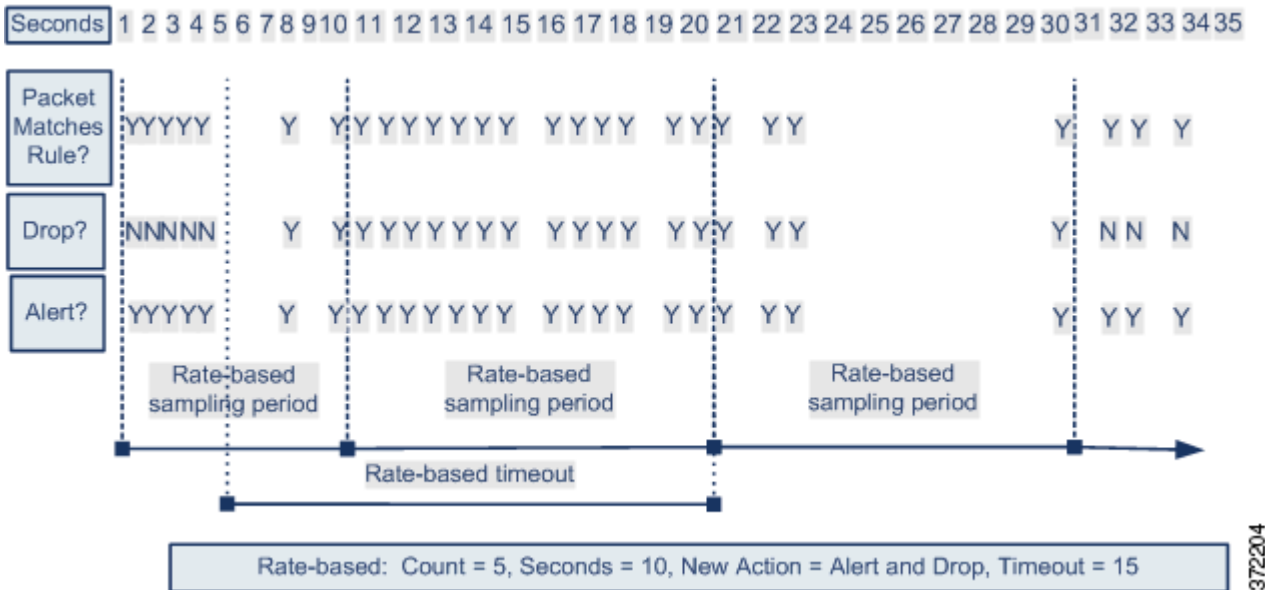 Seconds 1 2 3 4 5 6 7 8 9 10 11 12 13 14 15 16 17 18 19 20 21 22 23 24 25 26 27 28 29 30 31 32 33 34 35
Packet
Matches
Rule?
YYYYY Y Y Y Y Y Y Y Y Y Y Y Y Y Y Y Y Y Y Y Y Y Y Y
Drop?
NNNNN Y Y Y Y Y Y Y Y Y Y Y Y Y Y Y Y Y Y Y Y N N N
Alert?
YYYYY Y Y Y Y Y Y Y Y Y Y Y Y Y Y Y Y Y Y Y Y Y Y Y
Rate-based
sampling period
Rate-based
sampling period
Rate-based
sampling period
Rate-based timeout
Rate-based: Count = 5, Seconds = 10, New Action = Alert and Drop, Timeout = 15
372204